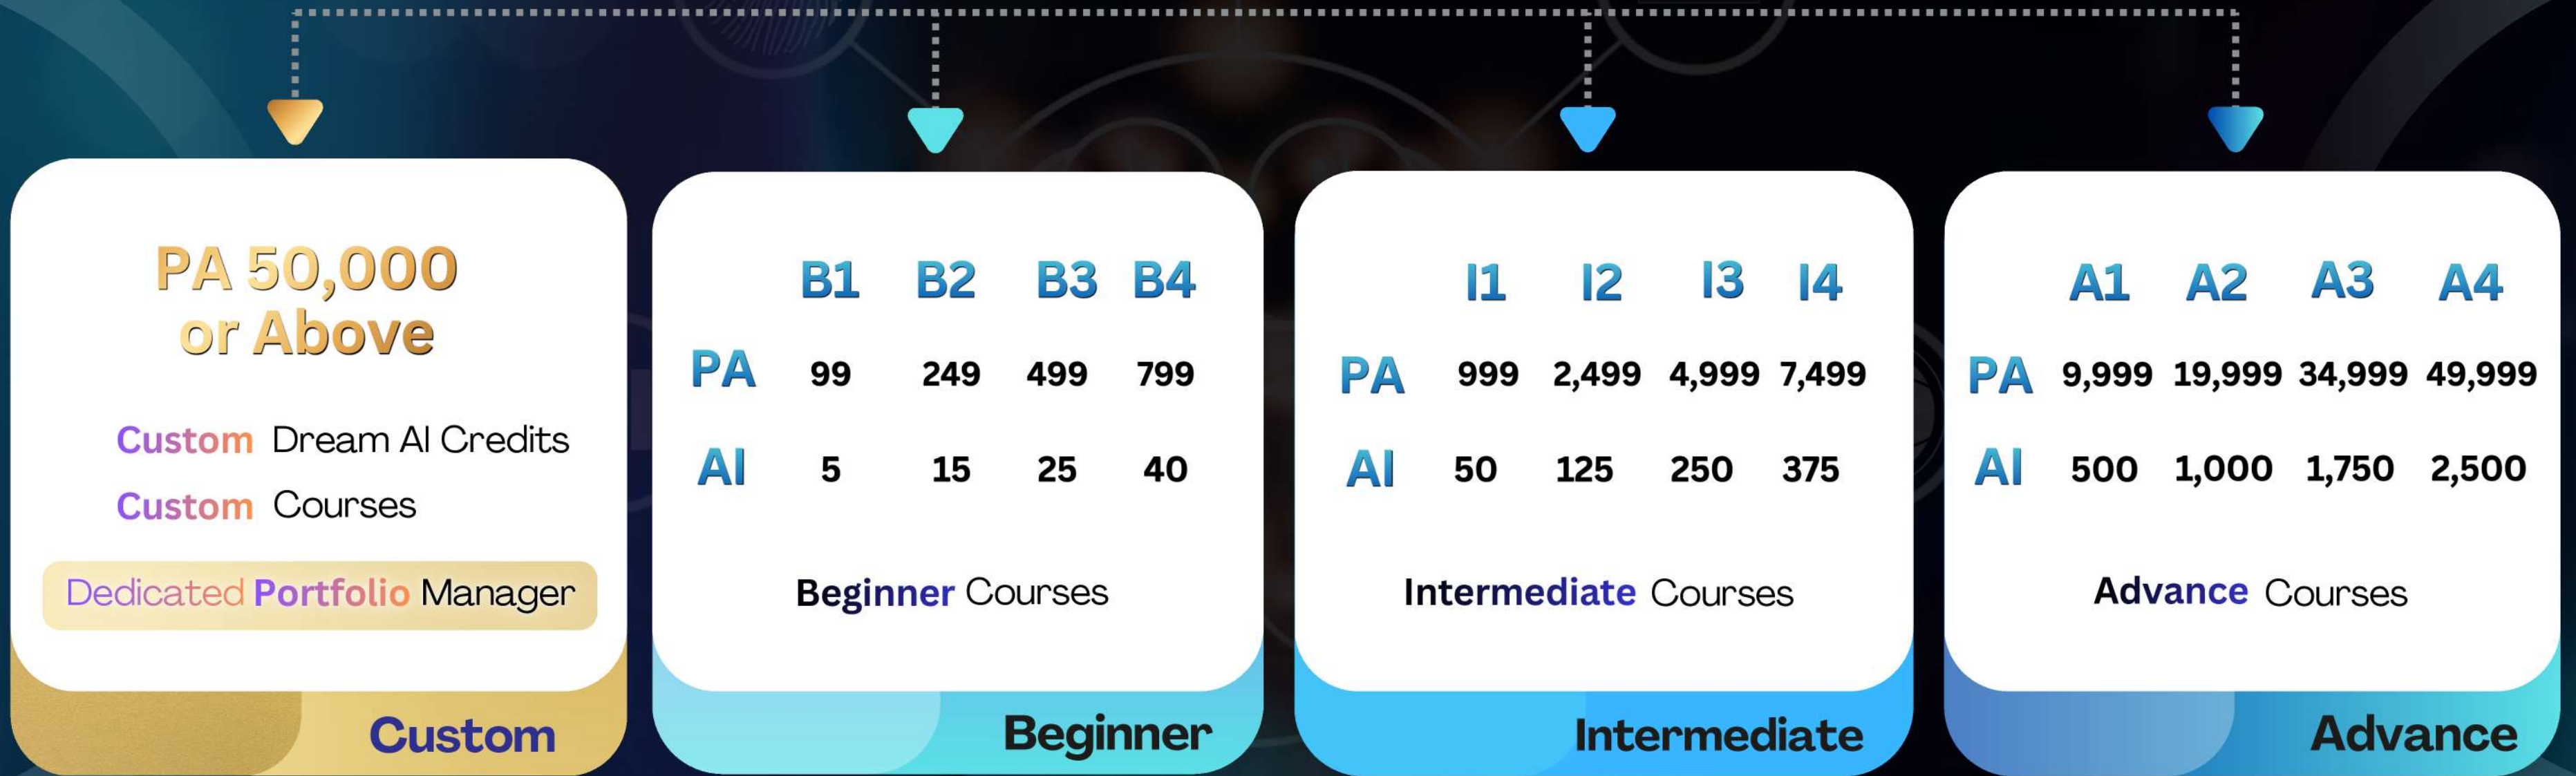 PA 50,000
or Above
Custom Dream AI Credits
Custom Courses
Dedicated Portfolio Manager
Custom
B1 B2 B3 B4
PA 99 249 499 799
AI 5 15 25 40
Beginner Courses
Beginner
I1 I2 I3 I4
PA 999 2,499 4,999 7,499
AI 50 125 250 375
Intermediate Courses
Intermediate
A1 A2 A3 A4
PA 9,999 19,999 34,999 49,999
AI 500 1,000 1,750 2,500
Advance Courses
Advance